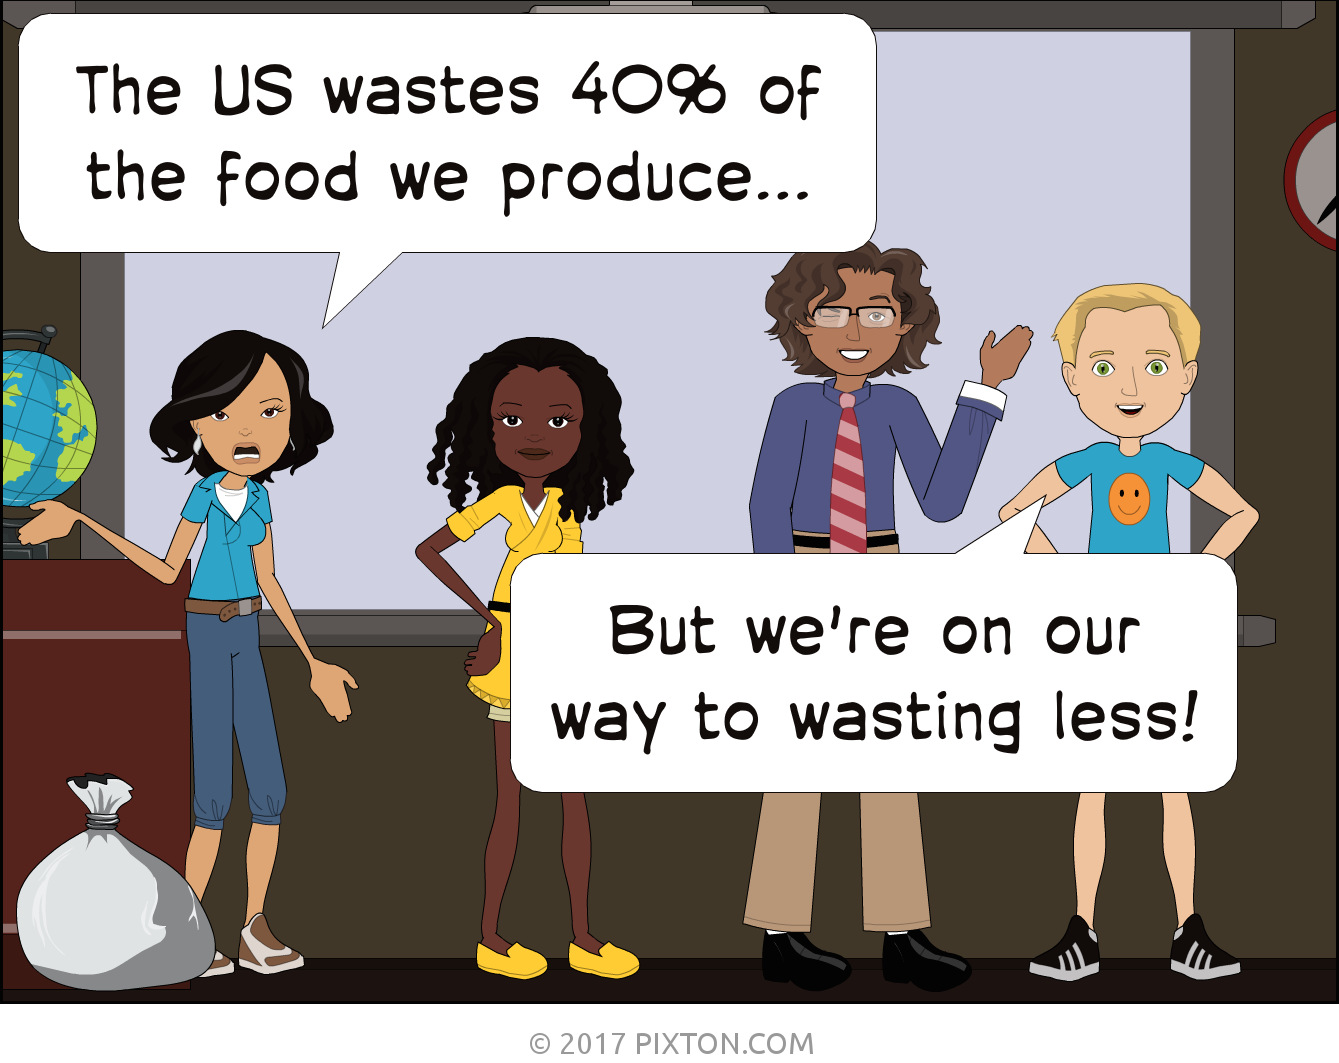 The US wastes 40% of
the food we produce...
But we're on our
way to wasting less!
© 2017 PIXTON.COM